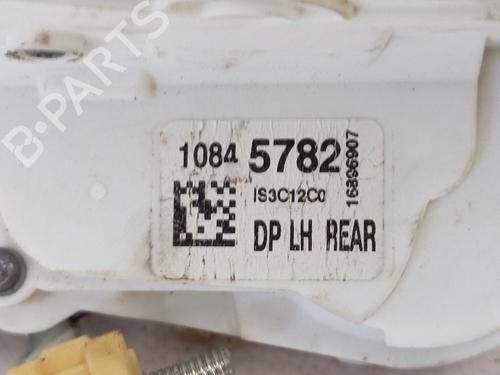 B-PARTS
1084 5782
IS3C12C0
16896907
DP LH REAR